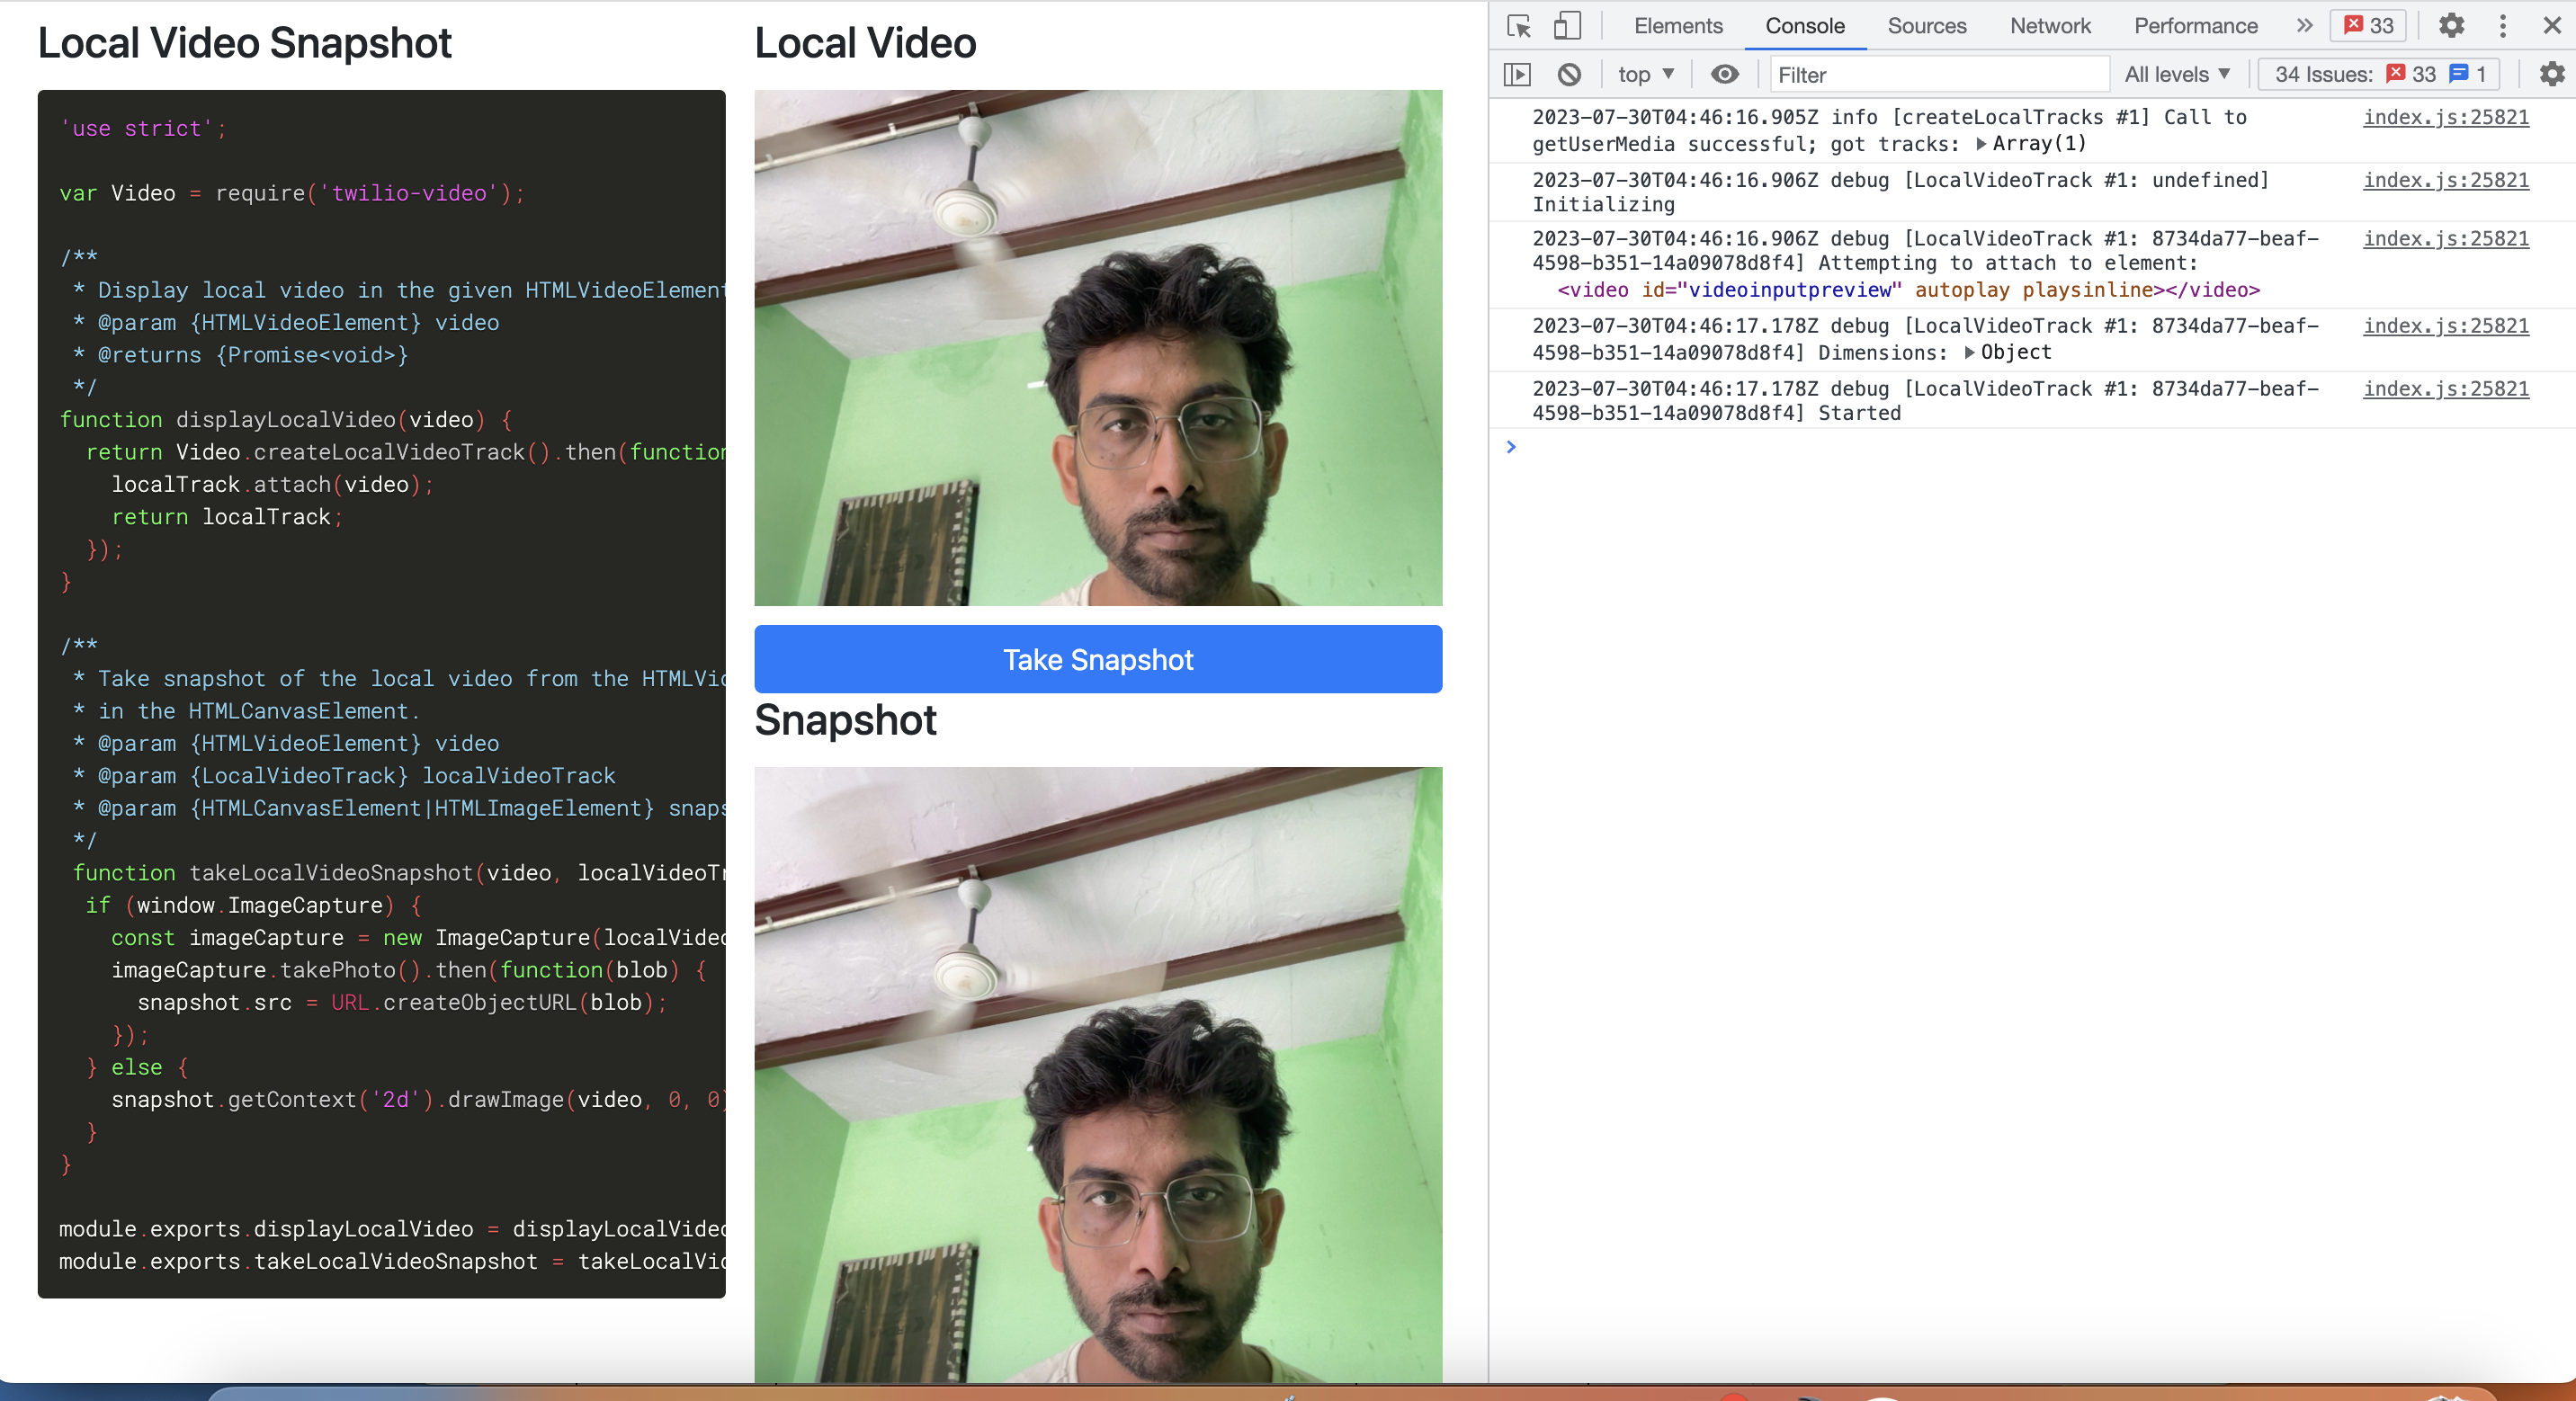 Local Video Snapshot
'use strict';
var Video = require('twilio-video');
/**
* Display local video in the given HTMLVideoElement
* @param {HTMLVideoElement} video
* @returns {Promise<void>}
*/
function displayLocalVideo(video) {
return Video.createLocalVideoTrack().then(function
localTrack.attach(video);
return localTrack;
});
}
/**
* Take snapshot of the local video from the HTMLVid
* in the HTMLCanvasElement.
* @param {HTMLVideoElement} video
* @param {LocalVideoTrack} localVideoTrack
* @param {HTMLCanvasElement|HTMLImageElement} snaps
*/
function takeLocalVideoSnapshot(video, localVideoTr
if (window.ImageCapture) {
const imageCapture = new ImageCapture(localVideo
imageCapture.takePhoto().then(function(blob) {
snapshot.src = URL.createObjectURL(blob);
});
} else {
snapshot.getContext('2d').drawImage(video, 0, 0)
}
}
module.exports.displayLocalVideo = displayLocalVideo
module.exports.takeLocalVideoSnapshot = takeLocalVid
Local Video
Take Snapshot
Snapshot
Elements Console Sources Network Performance 33
top Filter All levels 34 Issues: 33 1
2023-07-30T04:46:16.905Z info [createLocalTracks #1] Call to index.js:25821
getUserMedia successful; got tracks: Array(1)
2023-07-30T04:46:16.906Z debug [LocalVideoTrack #1: undefined] index.js:25821
Initializing
2023-07-30T04:46:16.906Z debug [LocalVideoTrack #1: 8734da77-beaf- index.js:25821
4598-b351-14a09078d8f4] Attempting to attach to element:
<video id="videoinputpreview" autoplay playsinline></video>
2023-07-30T04:46:17.178Z debug [LocalVideoTrack #1: 8734da77-beaf- index.js:25821
4598-b351-14a09078d8f4] Dimensions: Object
2023-07-30T04:46:17.178Z debug [LocalVideoTrack #1: 8734da77-beaf- index.js:25821
4598-b351-14a09078d8f4] Started